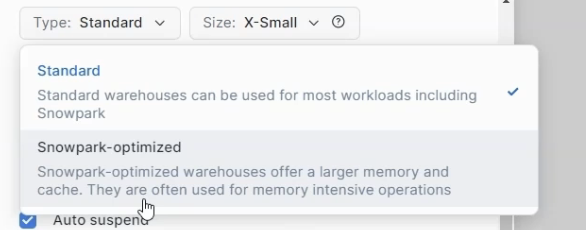 Type: Standard
Size: X-Small
Standard
Standard warehouses can be used for most workloads including
Snowpark
Snowpark-optimized
Snowpark-optimized warehouses offer a larger memory and
cache. They are often used for memory intensive operations
Auto suspend